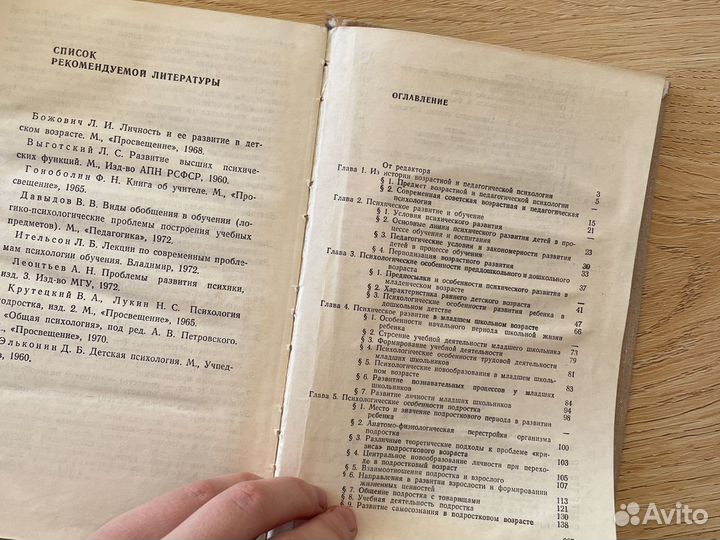 СПИСОК
РЕКОМЕНДУЕМОЙ ЛИТЕРАТУРЫ
Божович Л. И. Личность и ее развитие в дет-
ском возрасте. М., «Просвещение», 1968.
Выготский Л. С. Развитие высших психиче-
ских функций. М., Изд-во АПН РСФСР, 1960.
Гоноболин Ф. Н. Книга об учителе. М., «Про-
свещение», 1965.
Давыдов В. В. Виды обобщения в обучении (ло-
гико-психологические проблемы построения учебных
предметов). М., «Педагогика», 1972.
Ительсон Л. Б. Лекции по современным пробле-
мам психологии обучения. Владимир, 1972.
Леонтьев А. Н. Проблемы развития психики,
изд. 3. Изд-во МГУ, 1972.
Крутецкий В. А., Лукин Н. С. Психология
подростка, изд. 2. М., «Просвещение», 1965.
«Общая психология», под ред. А. В. Петровского.
«Просвещение», 1970.
Эльконин Д. Б. Детская психология. М., Учпед-
1960.
ОГЛАВЛЕНИЕ
От редактора 3
Глава 1. Из истории возрастной и педагогической психологии 5
§ 1. Предмет возрастной и педагогической психологии —
§ 2. Современная советская возрастная и педагогическая
психология 15
Глава 2. Психическое развитие и обучение 21
§ 1. Условия психического развития —
§ 2. Основные линии психического развития детей в про-
цессе обучения и воспитания
§ 3. Педагогические условия и закономерности развития
детей в процессе обучения 30
§ 4. Периодизация возрастного развития 33
Глава 3. Психологические особенности преддошкольного и дошкольного
возраста 37
§ 1. Предпосылки и особенности психического развития в
младенческом возрасте —
§ 2. Характеристика раннего детского возраста 41
§ 3. Психологические особенности развития ребенка в
дошкольном детстве 47
Глава 4. Психическое развитие в младшем школьном возрасте 66
§ 1. Особенности начального периода школьной жизни
ребенка —
§ 2. Строение учебной деятельности младшего школьника 73
§ 3. Формирование учебной деятельности 79
§ 4. Психологические особенности трудовой деятельности
младших школьников 81
§ 5. Психологические новообразования в младшем школь-
ном возрасте 83
§ 6. Развитие познавательных процессов у младших
школьников 84
§ 7. Развитие личности младших школьников 94
Глава 5. Психологические особенности подростка 98
§ 1. Место и значение подросткового периода в развитии
ребенка —
§ 2. Анатомо-физиологическая перестройка организма
подростка 100
§ 3. Различные теоретические подходы к проблеме «кри-
зиса» подросткового возраста 103
§ 4. Центральное новообразование личности при перехо-
де в подростковый возраст 105
§ 5. Взаимоотношения подростка и взрослого 107
§ 6. Направления в развитии взрослости и формировании
жизненных ценностей 113
§ 7. Общение подростка с товарищами 121
§ 8. Учебная деятельность подростка 130
§ 9. Развитие самосознания в подростковом возрасте 138
Avito